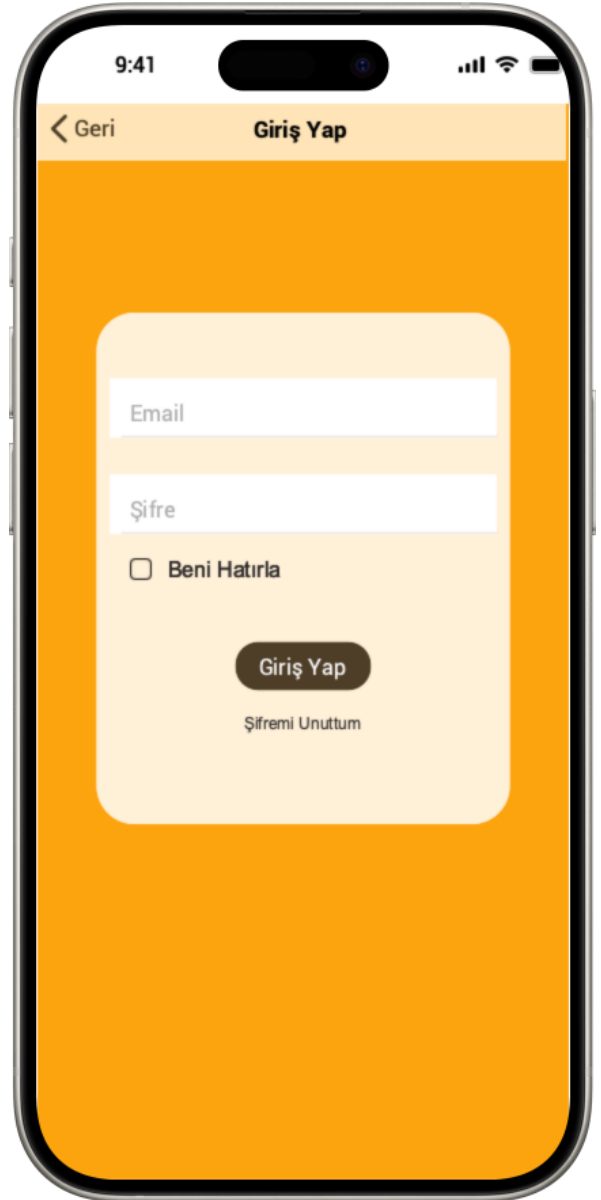 9:41
Geri
Giriş Yap
Email
Şifre
Beni Hatırla
Giriş Yap
Şifremi Unuttum